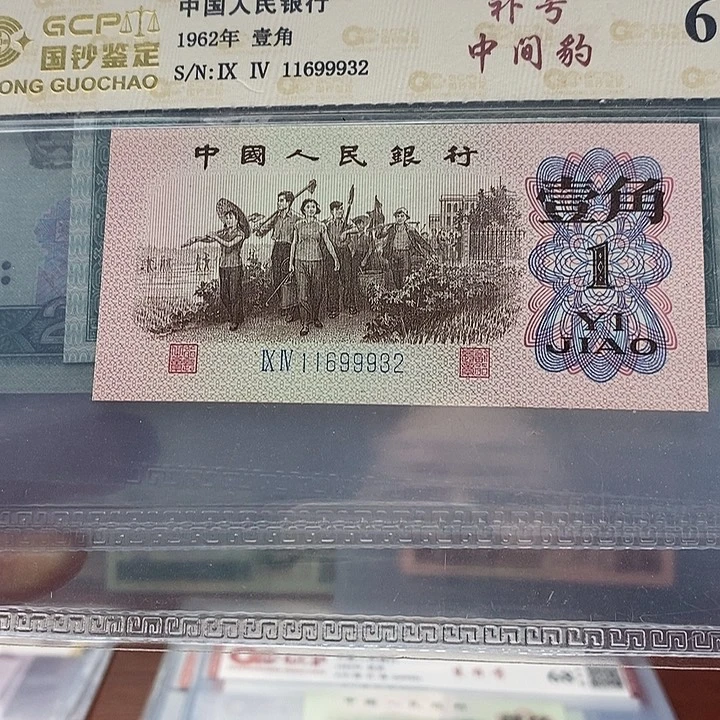 中国人民银行
GCP
国钞鉴定
ONG GUOCHAO
1962年 壹角
S/N:IX IV 11699932
补号
中间豹
6
中國人民銀行
壹角
1
YI
JIAO
IX IV 11699932